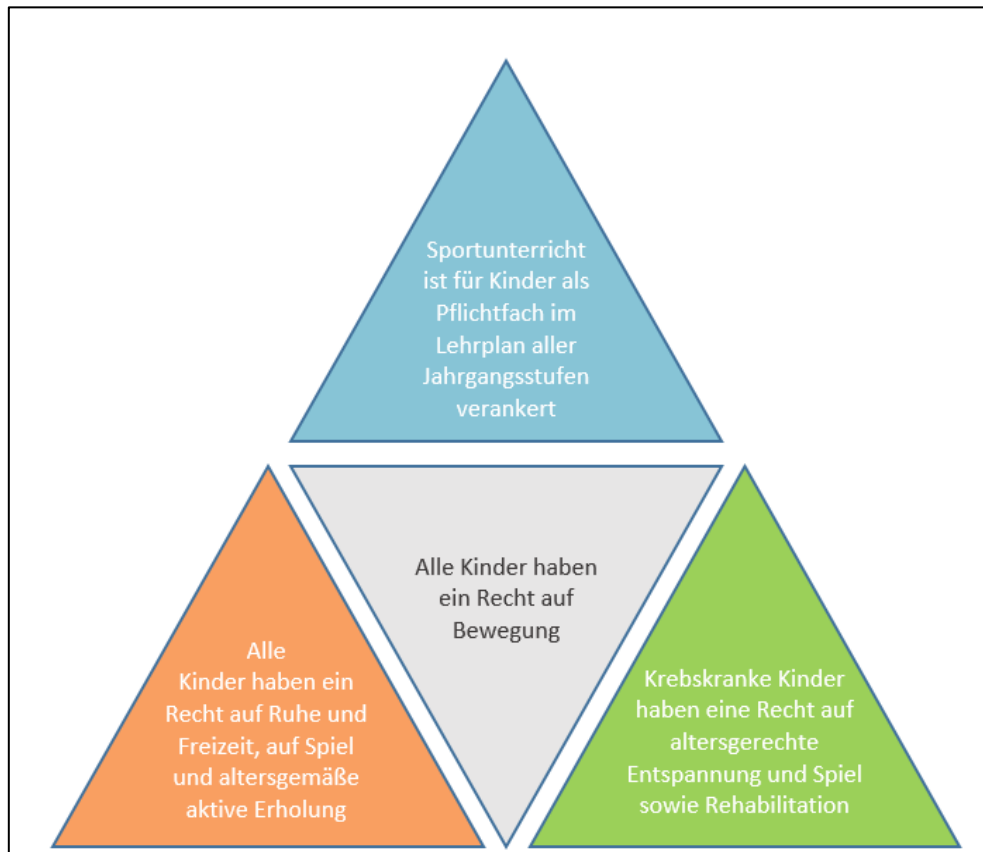 Sportunterricht
ist für Kinder als
Pflichtfach im
Lehrplan aller
Jahrgangsstufen
verankert
Alle Kinder haben
ein Recht auf
Bewegung
Alle
Kinder haben ein
Recht auf Ruhe und
Freizeit, auf Spiel
und altersgemäße
aktive Erholung
Krebskranke Kinder
haben eine Recht auf
altersgerechte
Entspannung und Spiel
sowie Rehabilitation